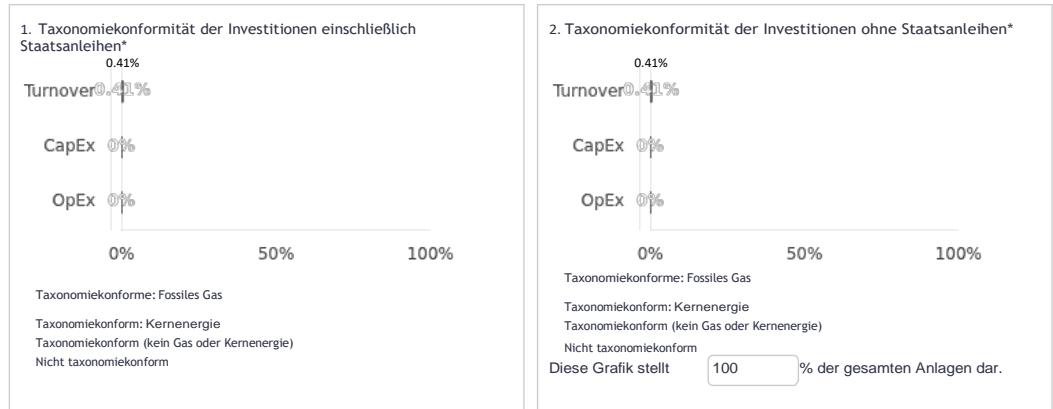 1. Taxonomiekonformität der Investitionen einschließlich
Staatsanleihen*
0.41%
Turnover 0.41%
CapEx 0%
OpEx 0%
0% 50% 100%
Taxonomiekonforme: Fossiles Gas
Taxonomiekonform: Kernenergie
Taxonomiekonform (kein Gas oder Kernenergie)
Nicht taxonomiekonform
2. Taxonomiekonformität der Investitionen ohne Staatsanleihen*
0.41%
Turnover 0.41%
CapEx 0%
OpEx 0%
0% 50% 100%
Taxonomiekonforme: Fossiles Gas
Taxonomiekonform: Kernenergie
Taxonomiekonform (kein Gas oder Kernenergie)
Nicht taxonomiekonform
Diese Grafik stellt 100 % der gesamten Anlagen dar.